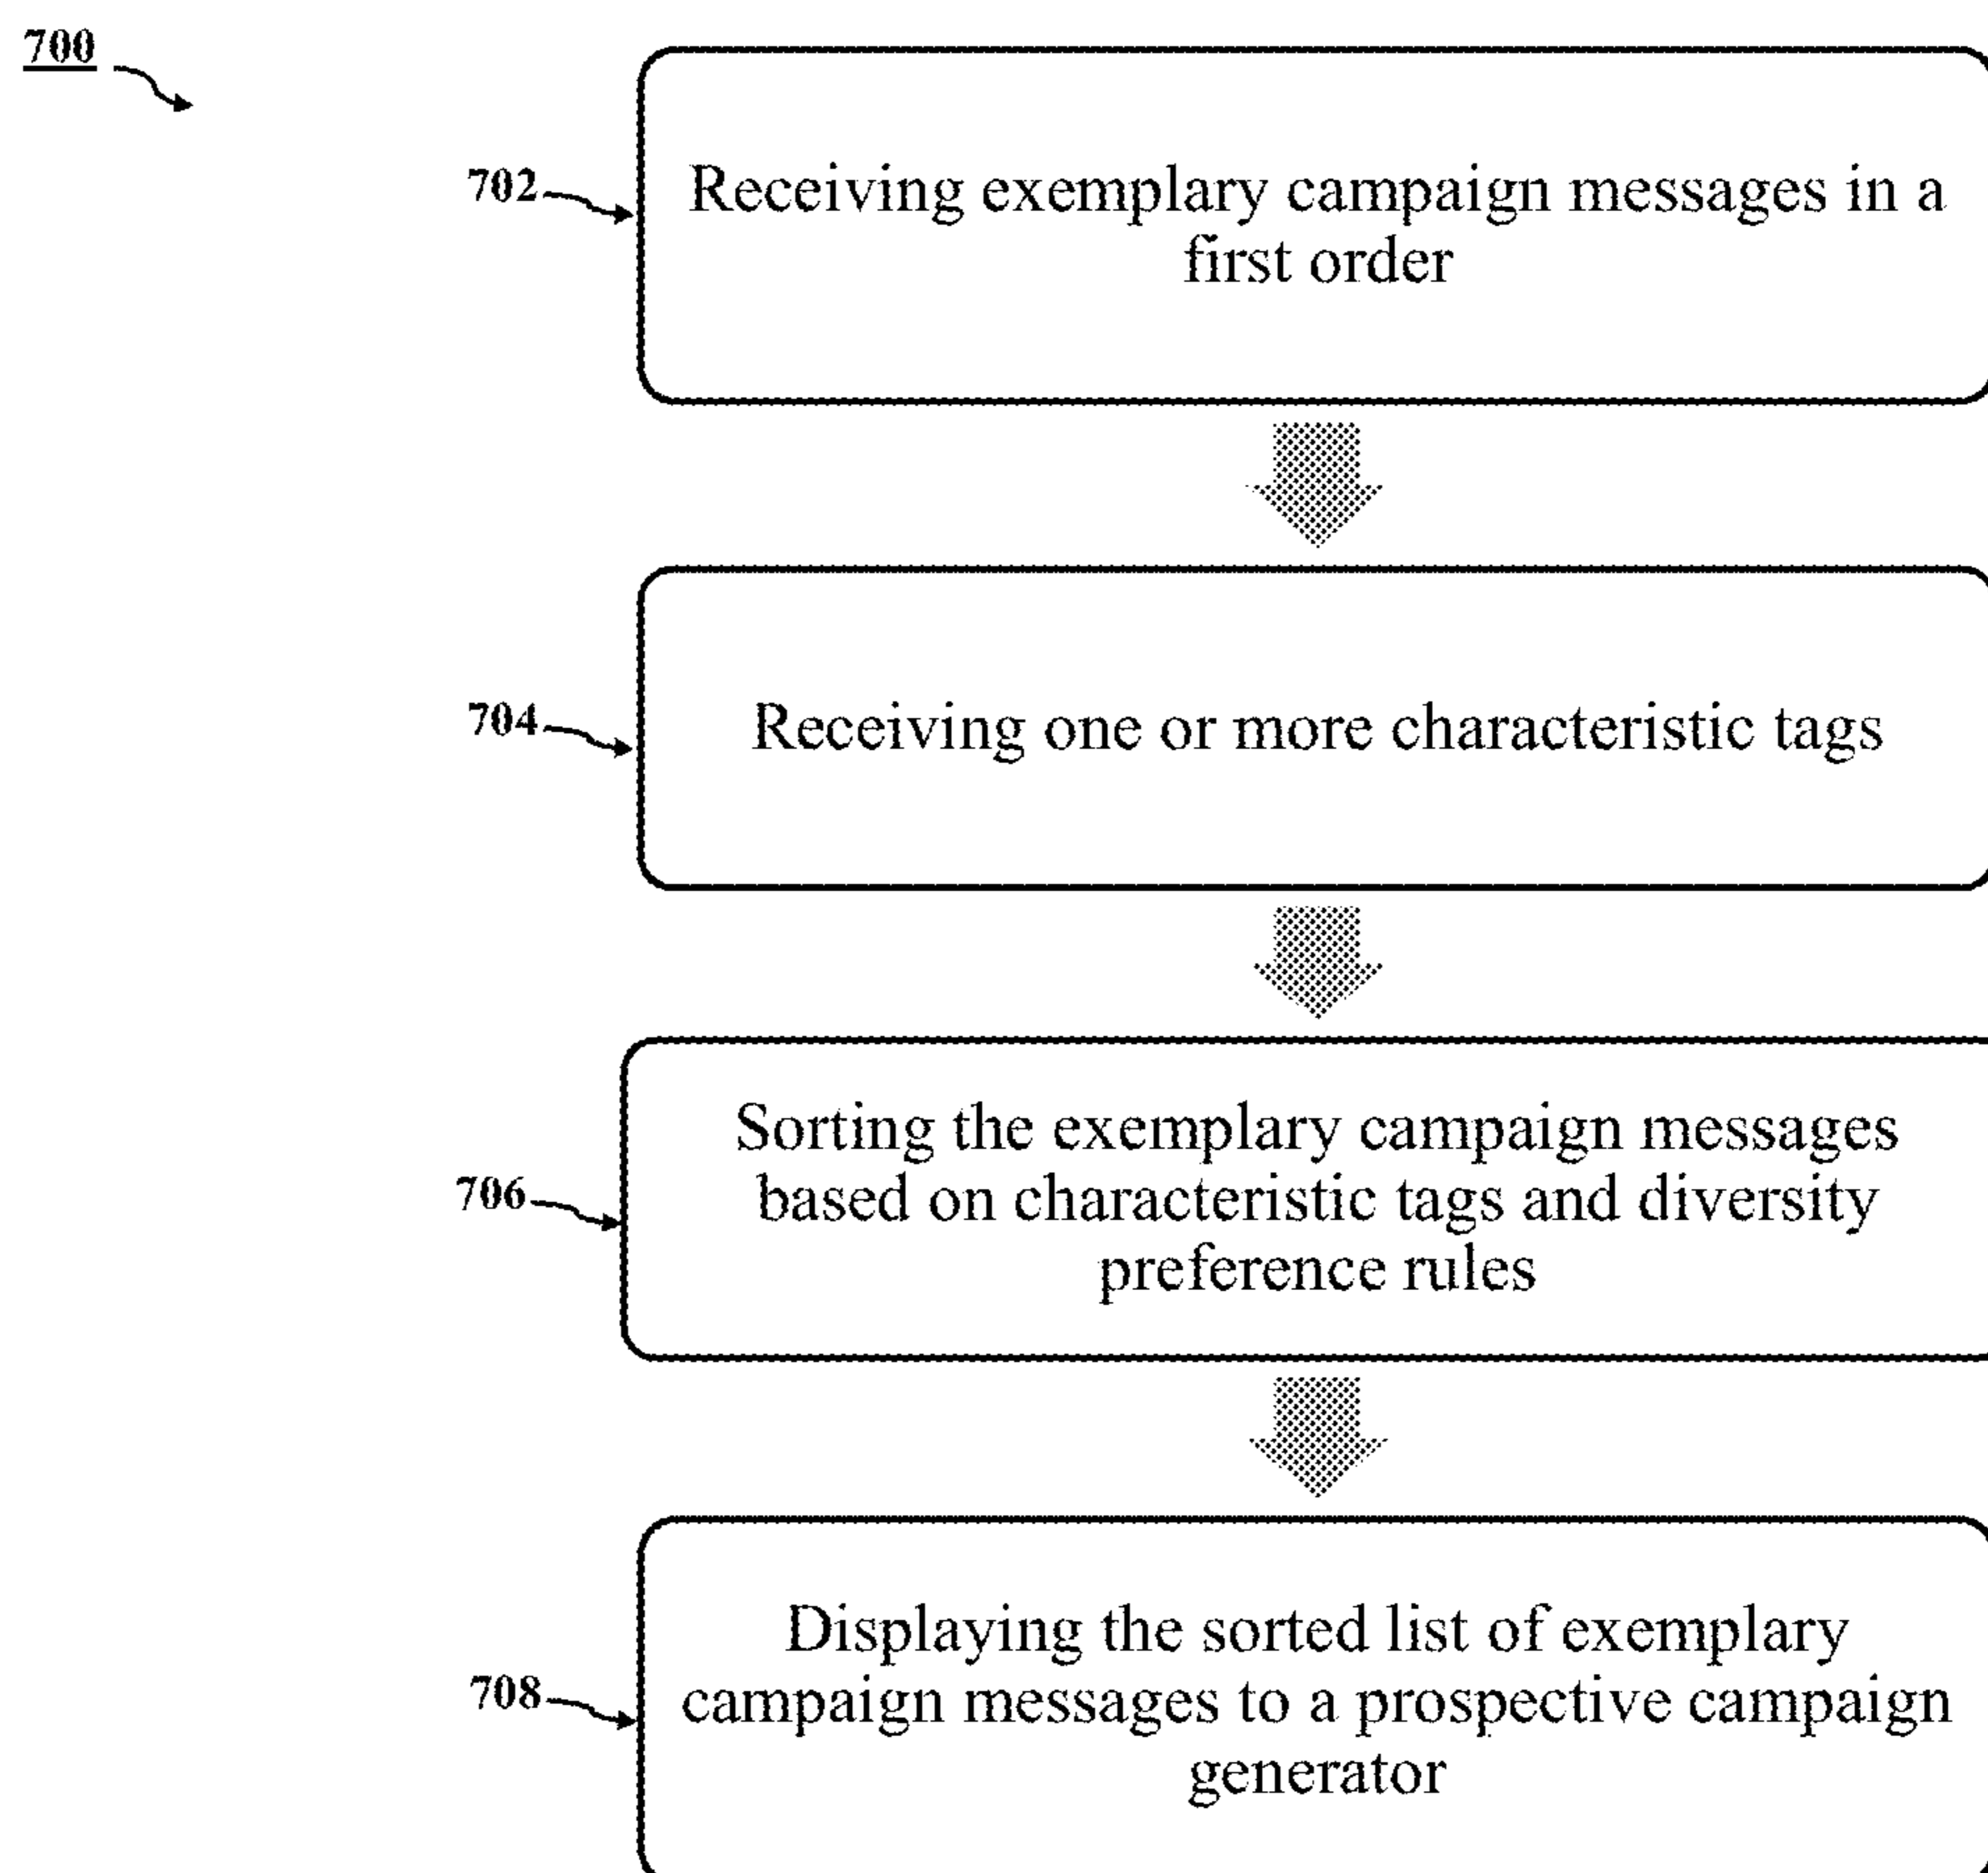 700
702
Receiving exemplary campaign messages in a
first order
704
Receiving one or more characteristic tags
Sorting the exemplary campaign messages
706
based on characteristic tags and diversity
preference rules
Displaying the sorted list of exemplary
708
campaign messages to a prospective campaign
generator